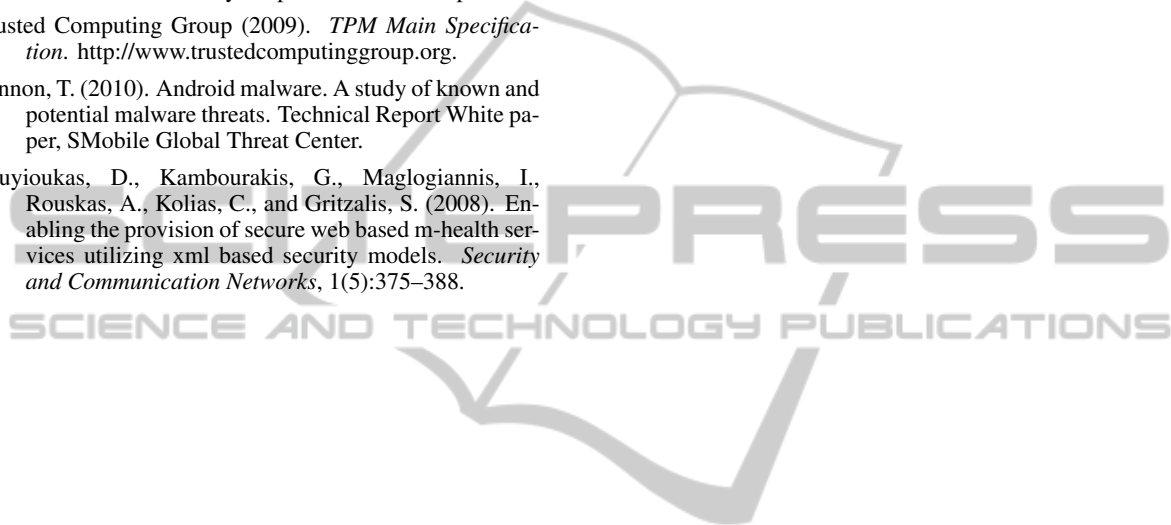 usted Computing Group (2009). TPM Main Specifica-
tion. http://www.trustedcomputinggroup.org.
nnon, T. (2010). Android malware. A study of known and
potential malware threats. Technical Report White pa-
per, SMobile Global Threat Center.
uyioukas, D., Kambourakis, G., Maglogiannis, I.,
Rouskas, A., Kolias, C., and Gritzalis, S. (2008). En-
abling the provision of secure web based m-health ser-
vices utilizing xml based security models. Security
and Communication Networks, 1(5):375–388.
SCITEPRESS
SCIENCE AND TECHNOLOGY PUBLICATIONS